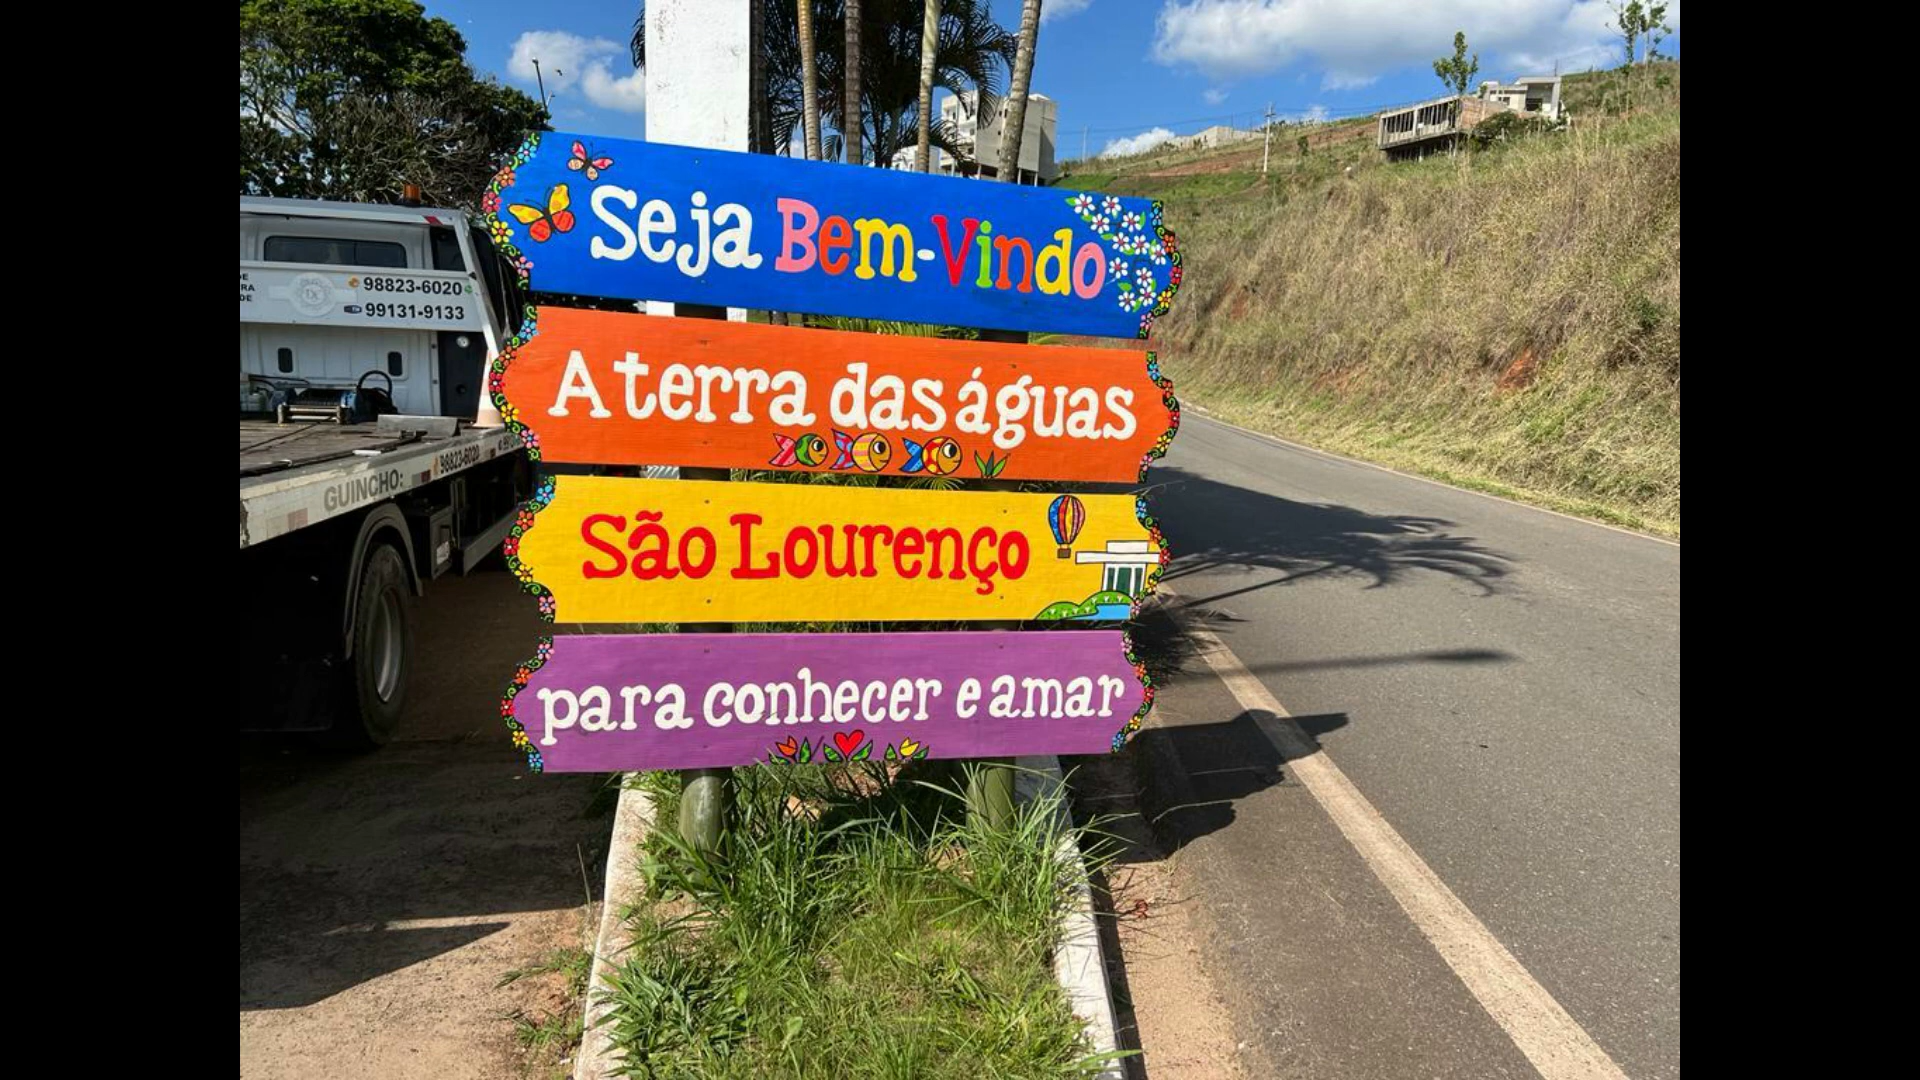 Seja Bem-Vindo
A terra das águas
São Lourenço
para conhecer e amar
98823-6020
99131-9133
GUINCHO:
98823-6020